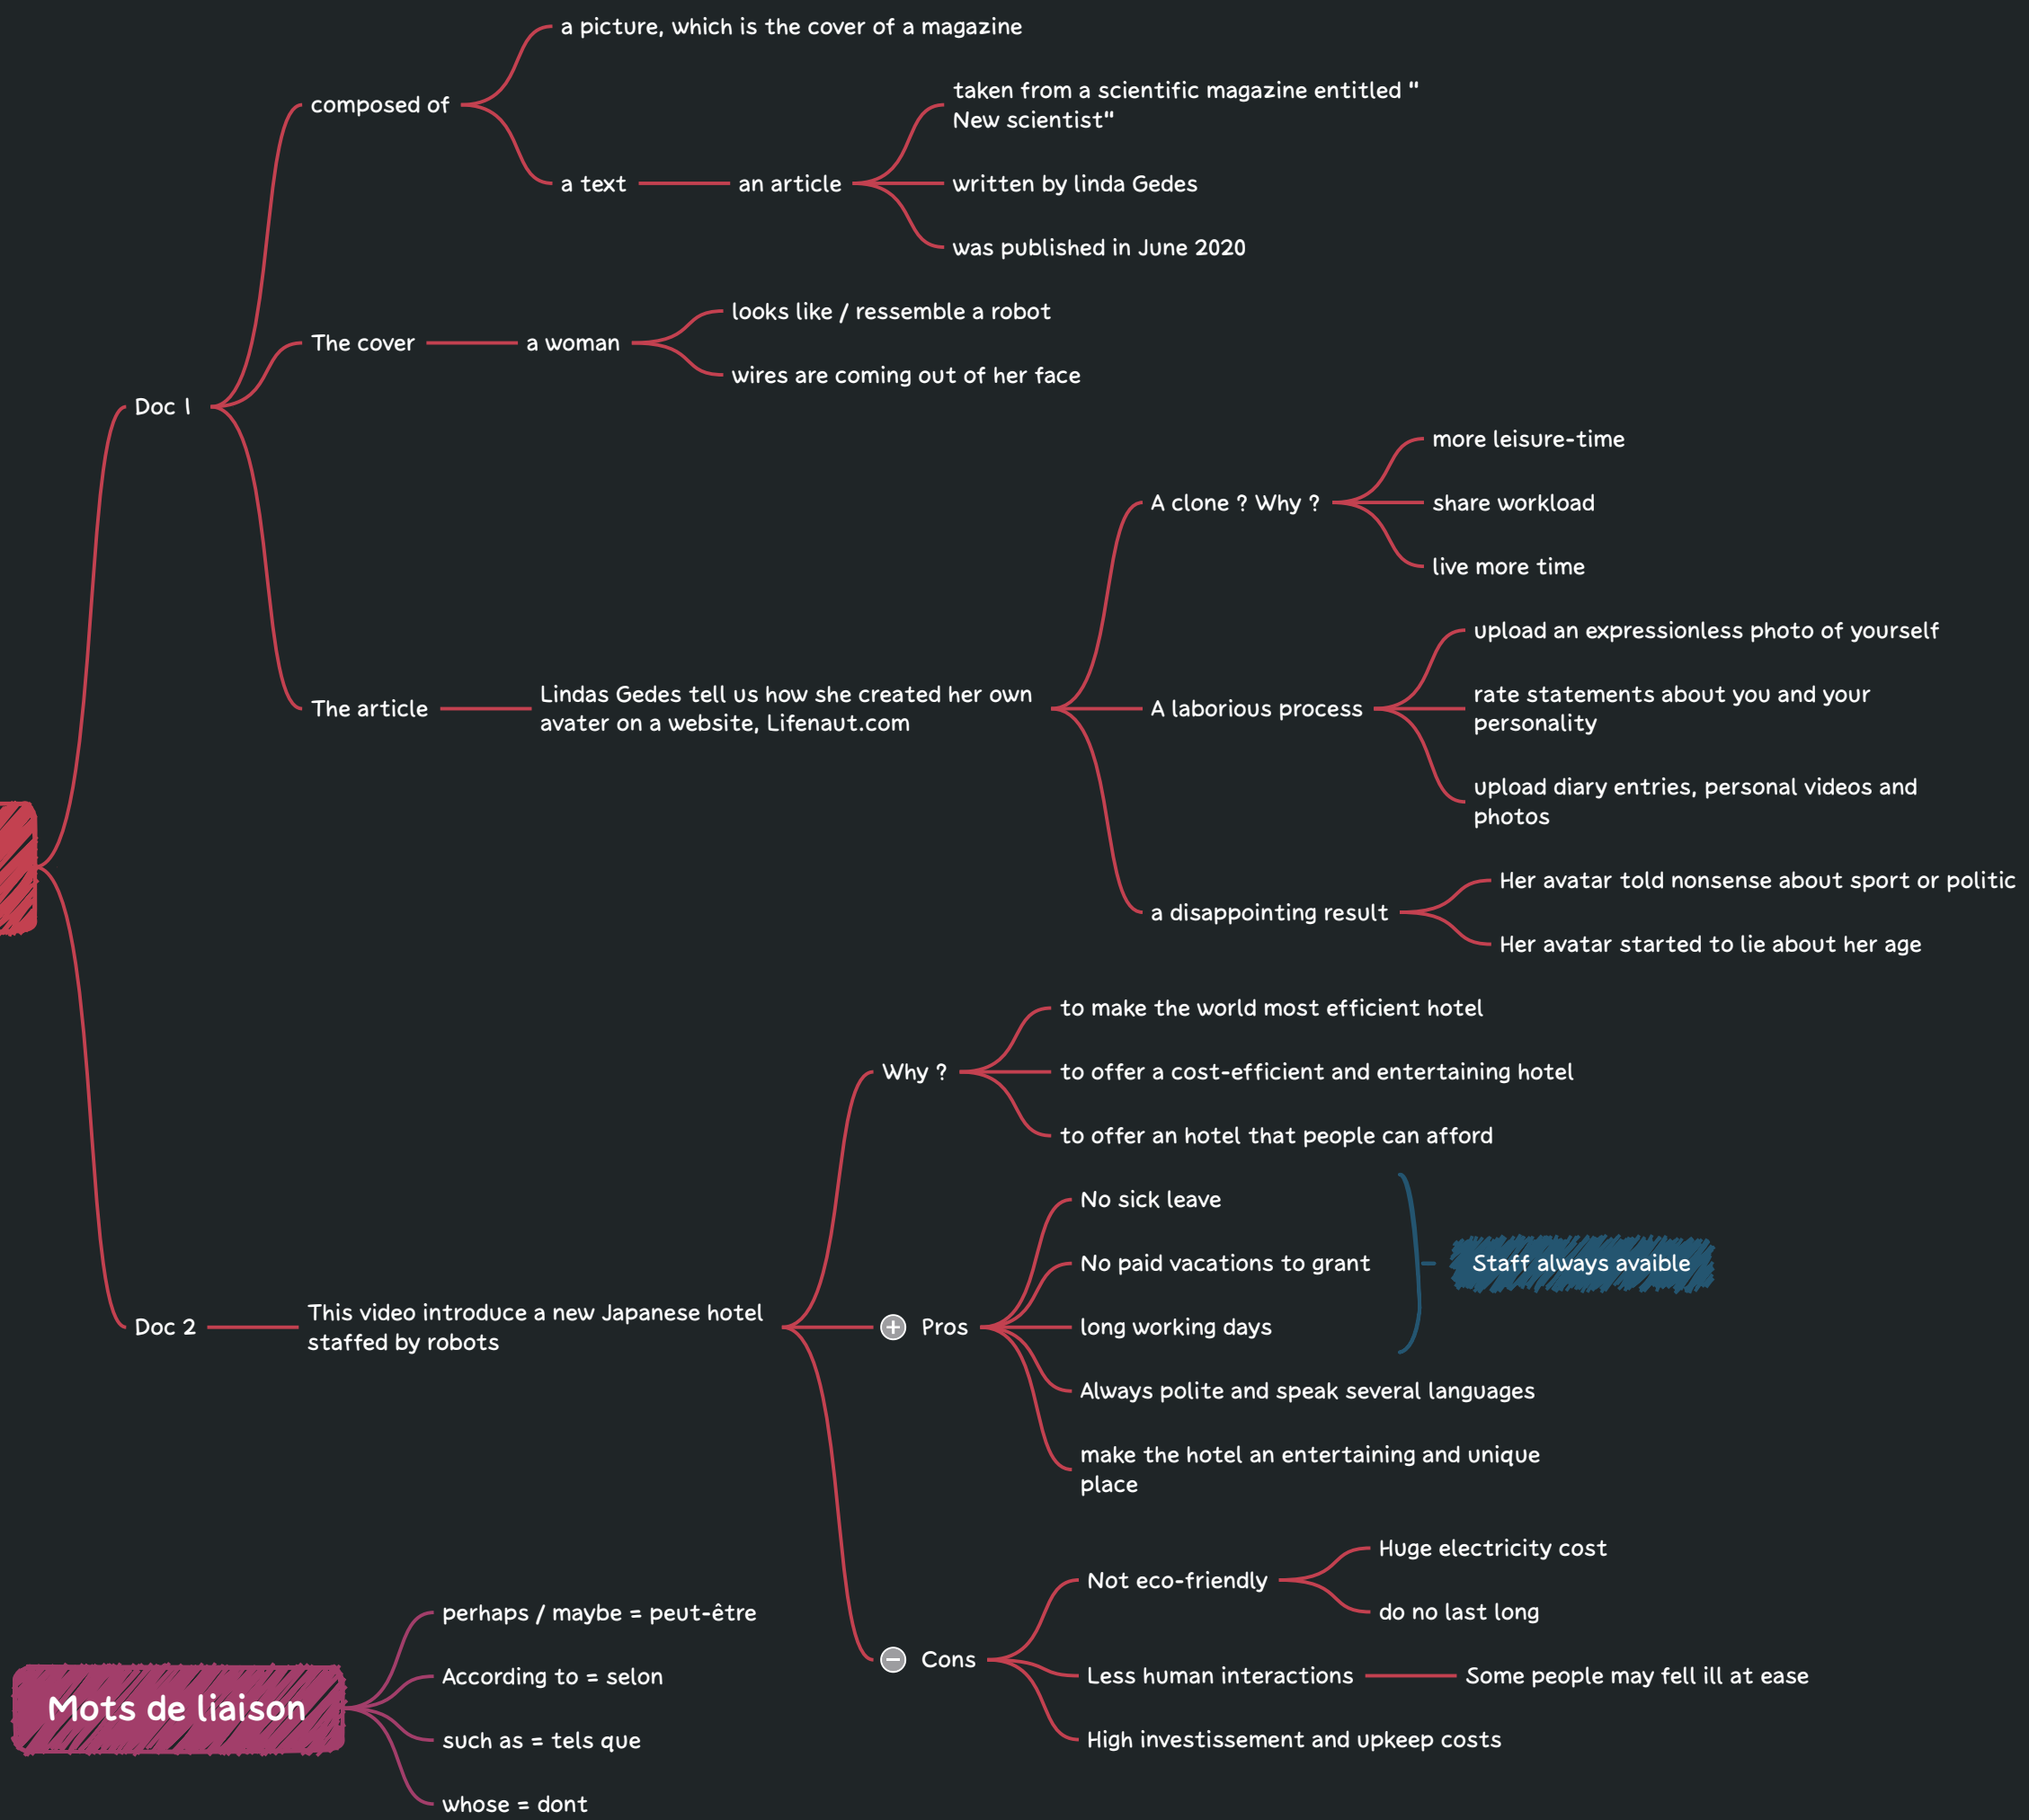 a picture, which is the cover of a magazine
composed of
taken from a scientific magazine entitled "
New scientist"
a text
an article
written by linda Gedes
was published in June 2020
looks like / ressemble a robot
The cover
a woman
wires are coming out of her face
Doc 1
more leisure-time
A clone ? Why ?
share workload
live more time
upload an expressionless photo of yourself
The article
Lindas Gedes tell us how she created her own
avater on a website, Lifenaut.com
A laborious process
rate statements about you and your
personality
upload diary entries, personal videos and
photos
a disappointing result
Her avatar told nonsense about sport or politic
Her avatar started to lie about her age
to make the world most efficient hotel
Why ?
to offer a cost-efficient and entertaining hotel
to offer an hotel that people can afford
No sick leave
No paid vacations to grant
Staff always avaible
Doc 2
This video introduce a new Japanese hotel
staffed by robots
Pros
long working days
Always polite and speak several languages
make the hotel an entertaining and unique
place
Huge electricity cost
Not eco-friendly
do no last long
Cons
Less human interactions
Some people may fell ill at ease
High investissement and upkeep costs
Mots de liaison
perhaps / maybe = peut-être
According to = selon
such as = tels que
whose = dont